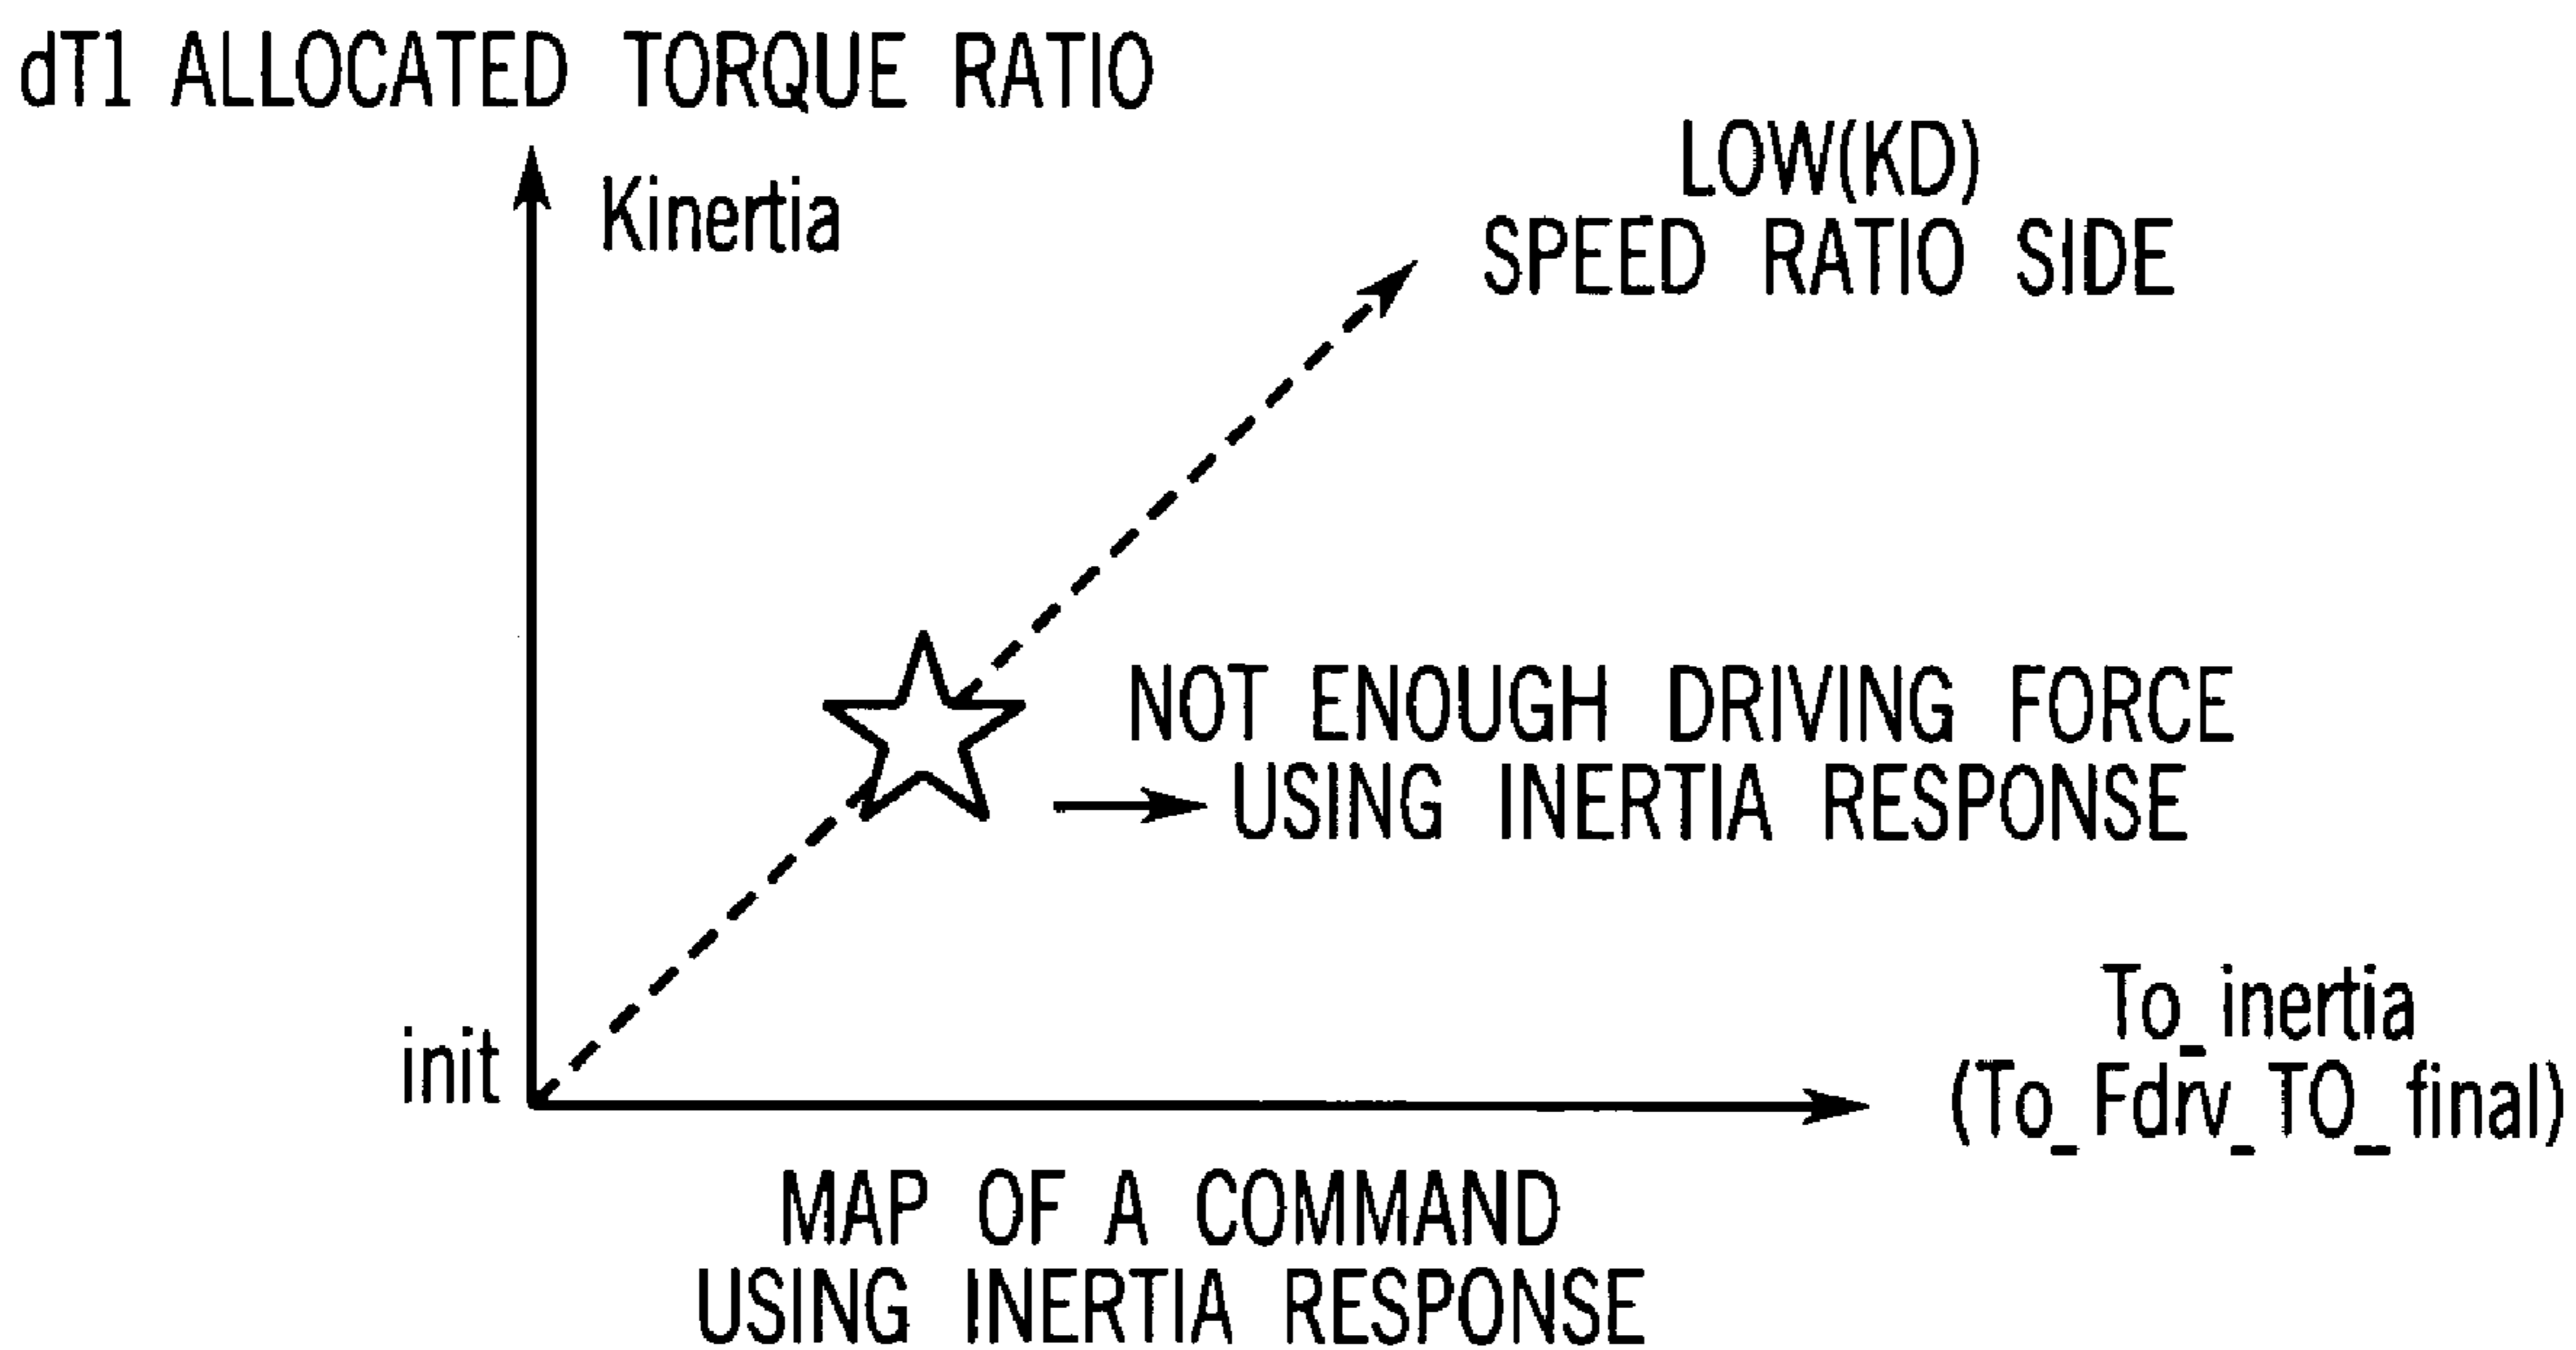 dT1 ALLOCATED TORQUE RATIO
Kinertia
LOW(KD)
SPEED RATIO SIDE
NOT ENOUGH DRIVING FORCE
USING INERTIA RESPONSE
init
To_inertia
(To_Fdrv_TO_final)
MAP OF A COMMAND
USING INERTIA RESPONSE